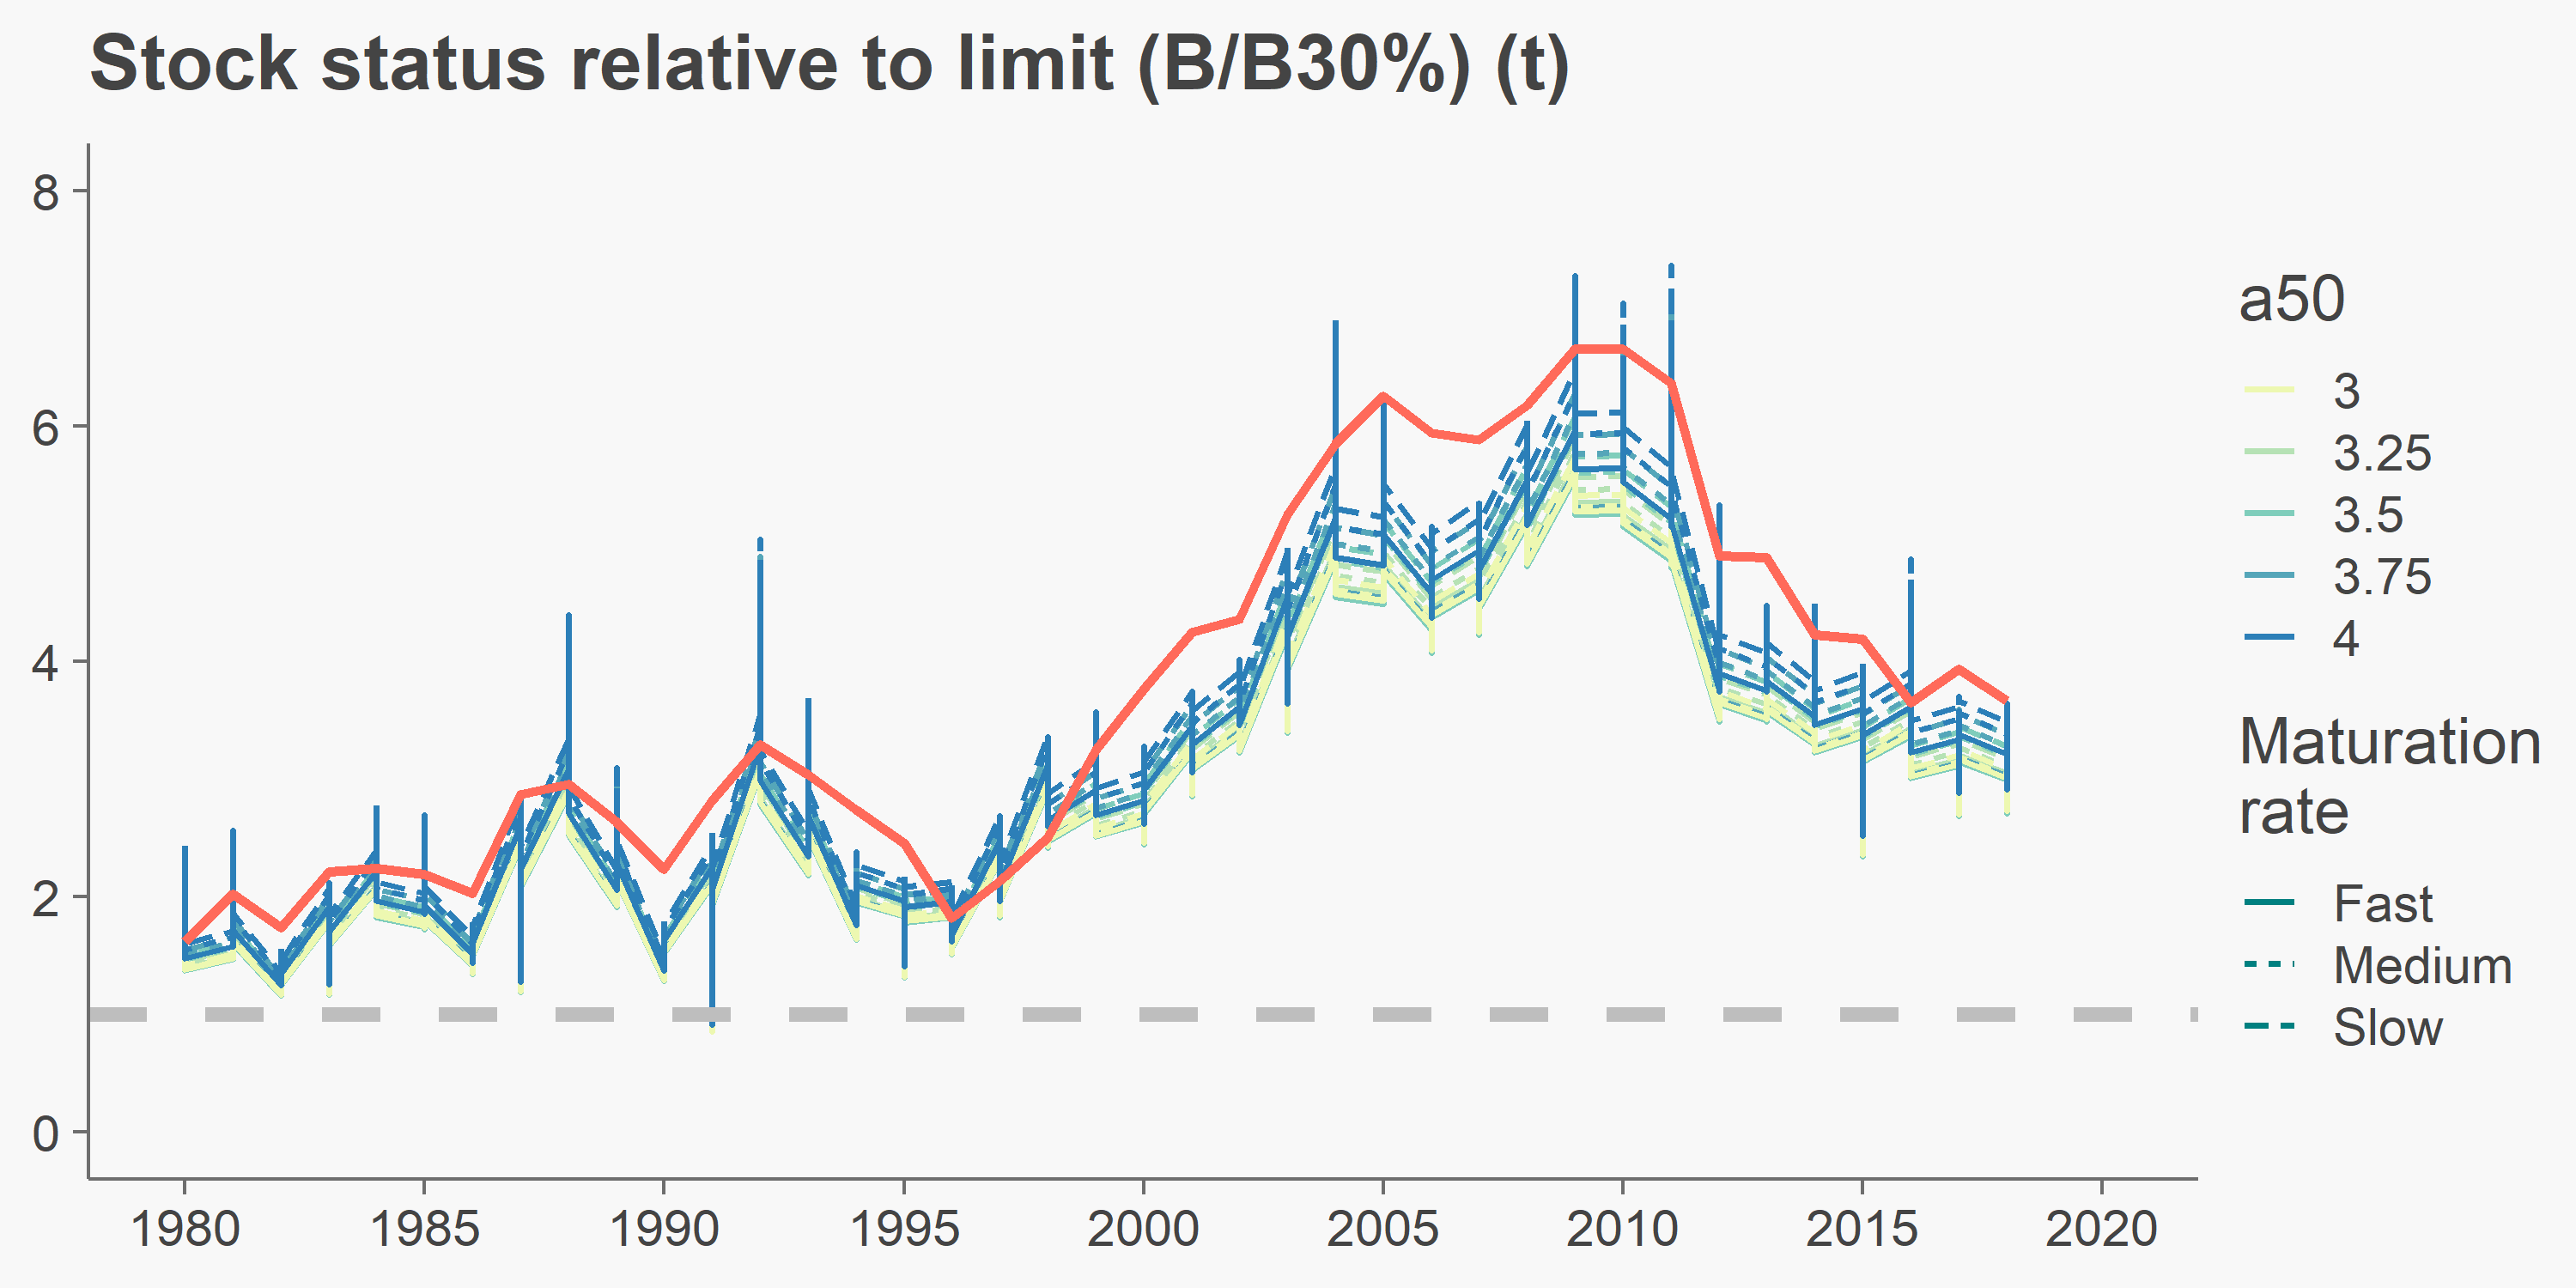 Stock status relative to limit (B/B30%) (t)
8
6
4
2
0
1980 1985 1990 1995 2000 2005 2010 2015 2020
a50
3
3.25
3.5
3.75
4
Maturation
rate
Fast
Medium
Slow